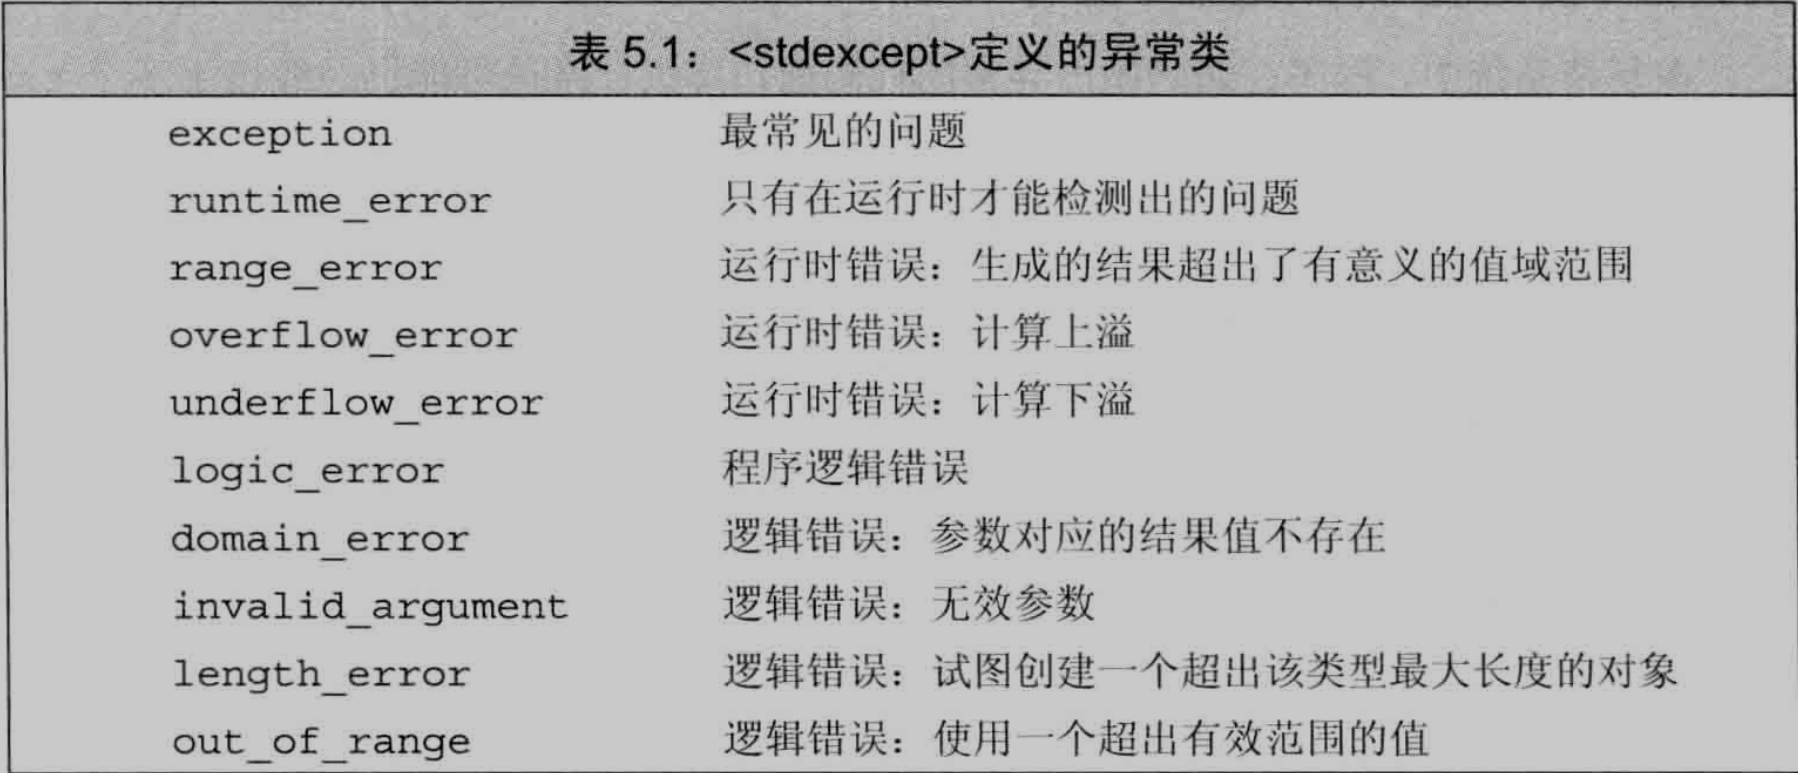 表 5.1：<stdexcept>定义的异常类
exception 最常见的问题
runtime_error 只有在运行时才能检测出的问题
range_error 运行时错误：生成的结果超出了有意义的值域范围
overflow_error 运行时错误：计算上溢
underflow_error 运行时错误：计算下溢
logic_error 程序逻辑错误
domain_error 逻辑错误：参数对应的结果值不存在
invalid_argument 逻辑错误：无效参数
length_error 逻辑错误：试图创建一个超出该类型最大长度的对象
out_of_range 逻辑错误：使用一个超出有效范围的值